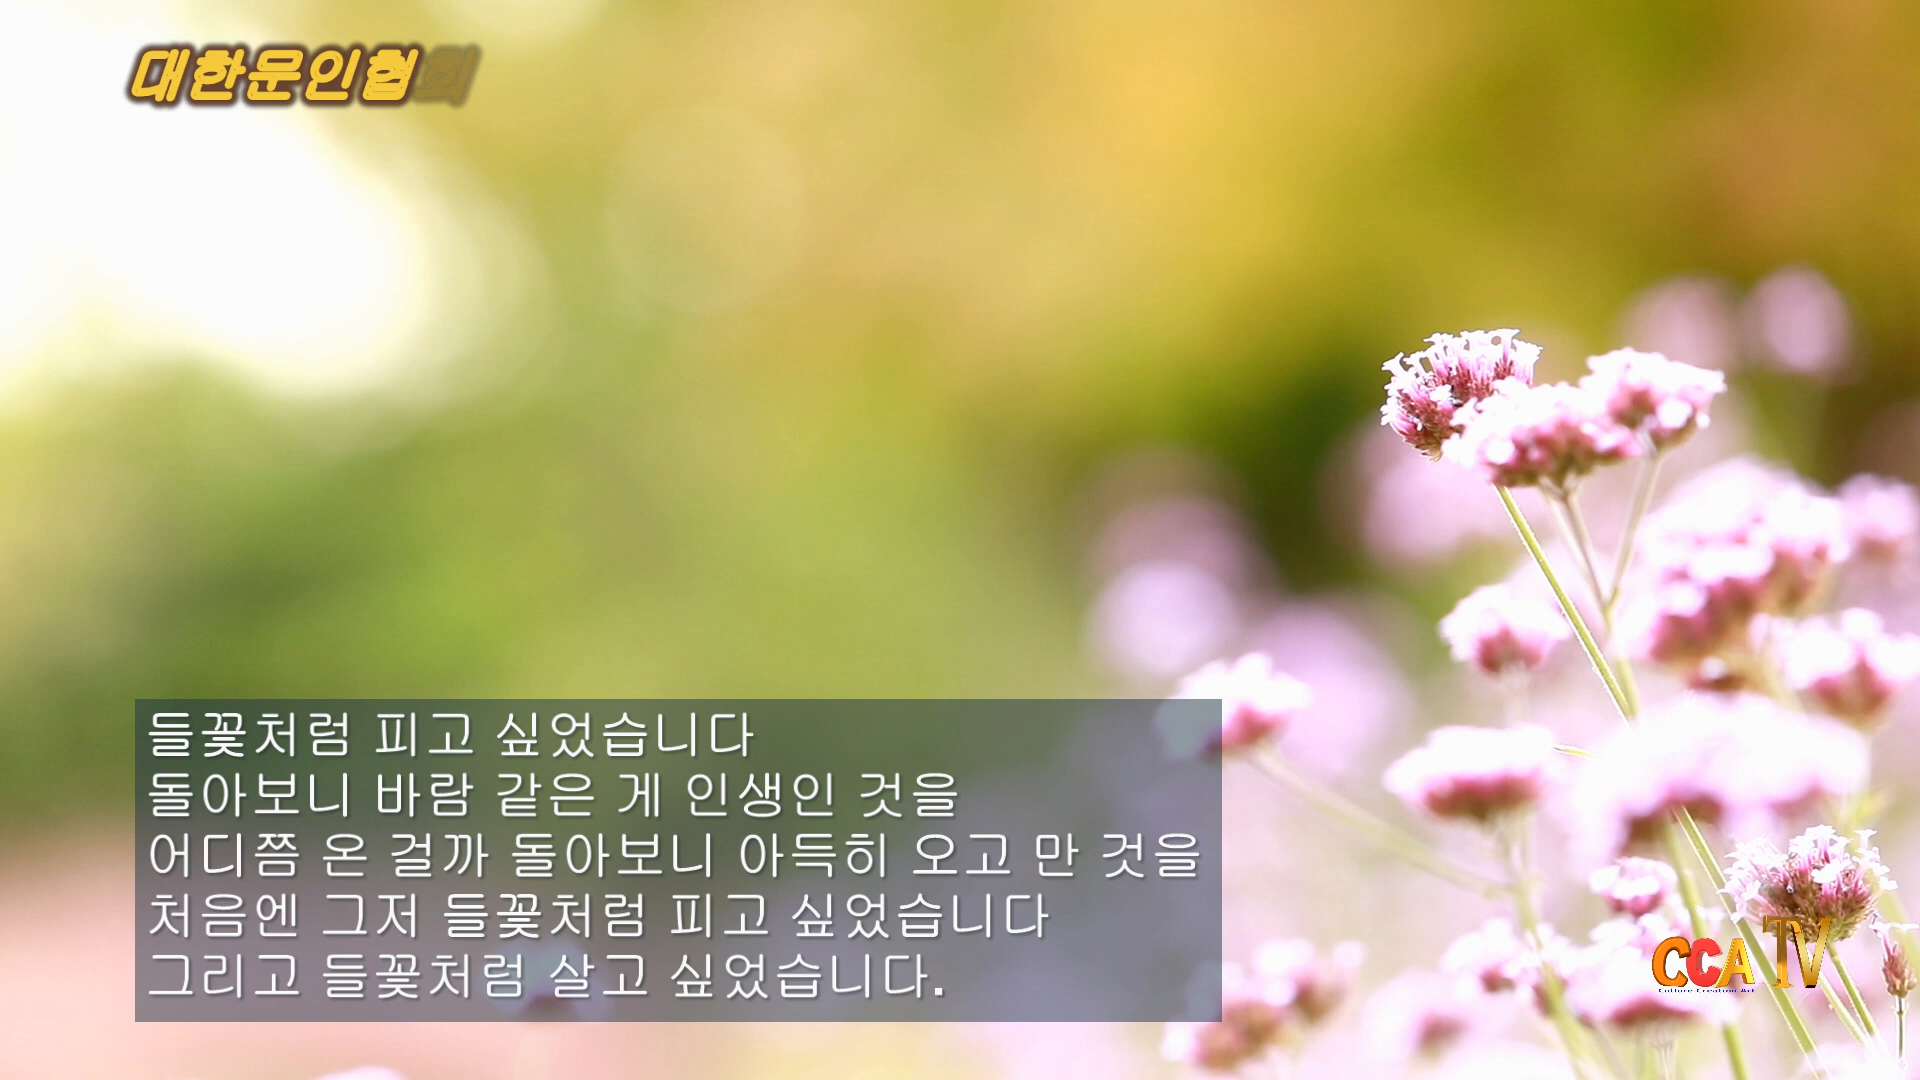 대한문인협회
들꽃처럼 피고 싶었습니다
돌아보니 바람 같은 게 인생인 것을
어디쯤 온 걸까 돌아보니 아득히 오고 만 것을
처음엔 그저 들꽃처럼 피고 싶었습니다
그리고 들꽃처럼 살고 싶었습니다.
CCA TV
Culture Creation Art